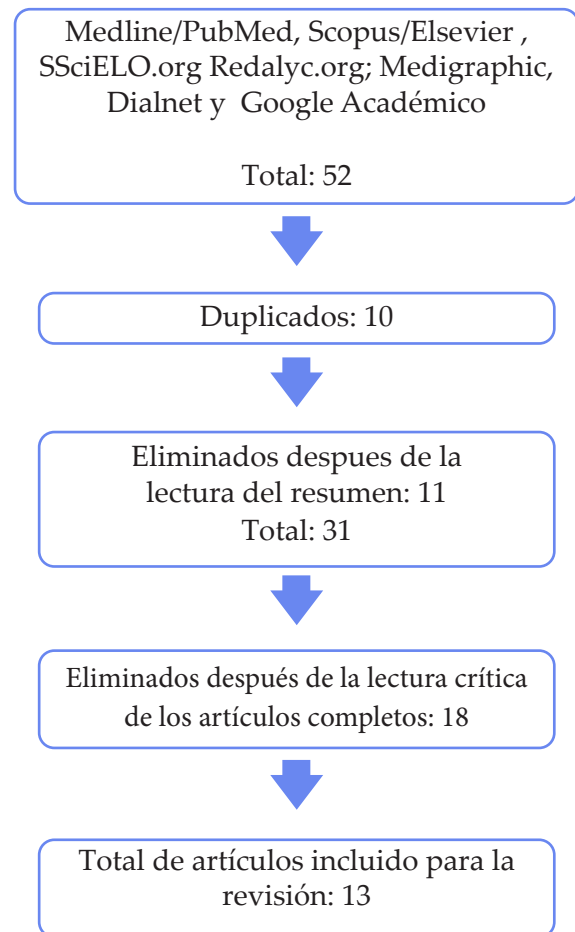 Medline/PubMed, Scopus/Elsevier ,
SSciELO.org Redalyc.org; Medigraphic,
Dialnet y Google Académico
Total: 52
Duplicados: 10
Eliminados despues de la
lectura del resumen: 11
Total: 31
Eliminados después de la lectura crítica
de los artículos completos: 18
Total de artículos incluido para la
revisión: 13